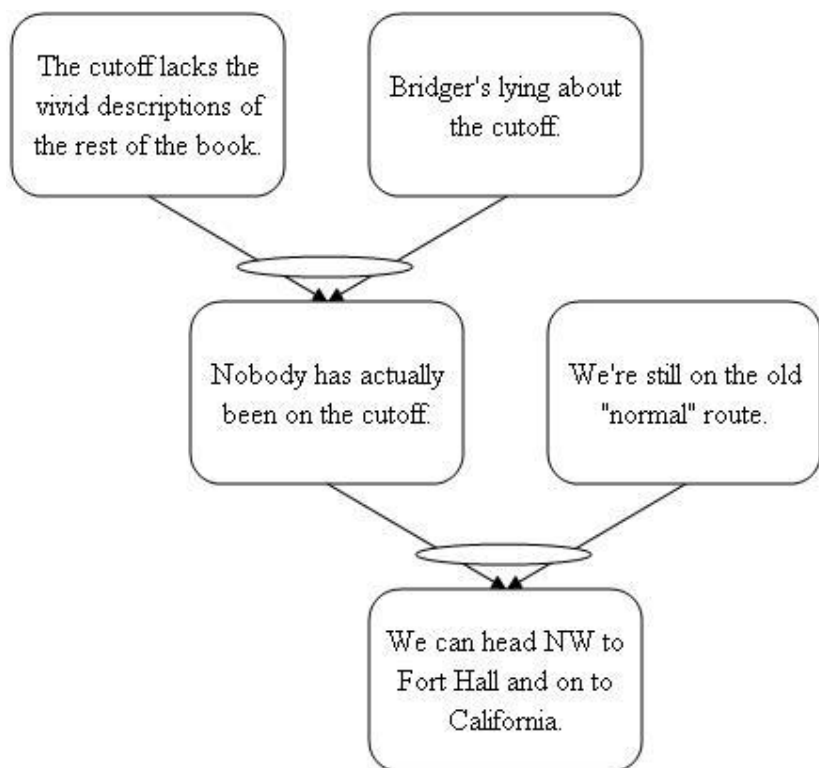 The cutoff lacks the
vivid descriptions of
the rest of the book.
Bridger's lying about
the cutoff.
Nobody has actually
been on the cutoff.
We're still on the old
"normal" route.
We can head NW to
Fort Hall and on to
California.